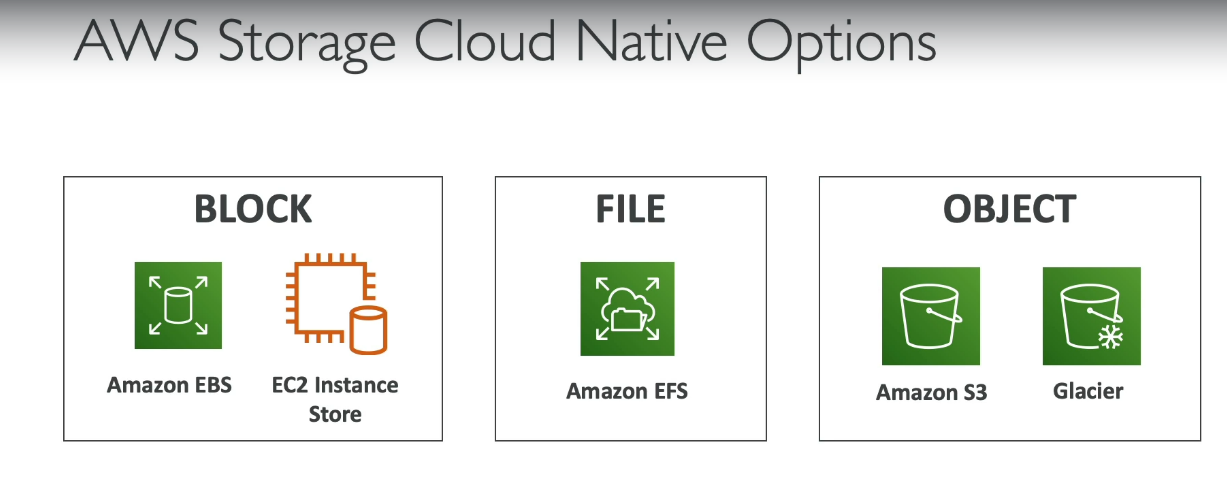 AWS Storage Cloud Native Options
BLOCK
Amazon EBS
EC2 Instance
Store
FILE
Amazon EFS
OBJECT
Amazon S3
Glacier